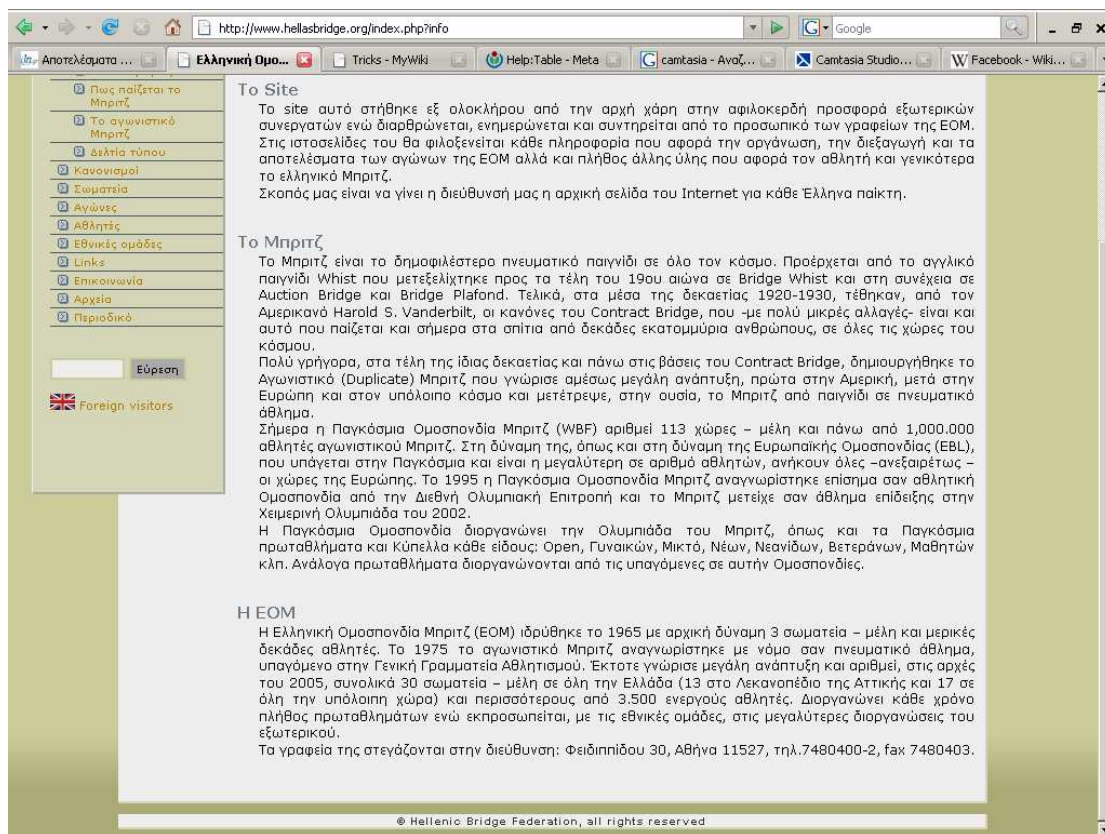 http://www.hellasbridge.org/index.php?info
Google
Αποτελέσματα ...
Ελληνική Ομο...
Tricks - MyWiki
Help:Table - Meta
camtasia - Αναζ...
Camtasia Studio...
Facebook - Wiki...
Πως παίζεται το
Μπριτζ
Το αγωνιστικό
Μπριτζ
Δελτία τύπου
Κανονισμοί
Σωματεία
Αγώνες
Αθλητές
Εθνικές ομάδες
Links
Επικοινωνία
Αρχεία
Περιοδικό
Εύρεση
Foreign visitors
Το Site
Το site αυτό στήθηκε εξ ολοκλήρου από την αρχή χάρη στην αφιλοκερδή προσφορά εξωτερικών
συνεργατών ενώ διαρθρώνεται, ενημερώνεται και συντηρείται από το προσωπικό των γραφείων της ΕΟΜ.
Στις ιστοσελίδες του θα φιλοξενείται κάθε πληροφορία που αφορά την οργάνωση, την διεξαγωγή και τα
αποτελέσματα των αγώνων της ΕΟΜ αλλά και πλήθος άλλης ύλης που αφορά τον αθλητή και γενικότερα
το ελληνικό Μπριτζ.
Σκοπός μας είναι να γίνει η διεύθυνσή μας η αρχική σελίδα του Internet για κάθε Έλληνα παίκτη.
Το Μπριτζ
Το Μπριτζ είναι το δημοφιλέστερο πνευματικό παιγνίδι σε όλο τον κόσμο. Προέρχεται από το αγγλικό
παιγνίδι Whist που μετεξελίχτηκε προς τα τέλη του 19ου αιώνα σε Bridge Whist και στη συνέχεια σε
Auction Bridge και Bridge Plafond. Τελικά, στα μέσα της δεκαετίας 1920-1930, τέθηκαν, από τον
Αμερικανό Harold S. Vanderbilt, οι κανόνες του Contract Bridge, που -με πολύ μικρές αλλαγές- είναι και
αυτό που παίζεται και σήμερα στα σπίτια από δεκάδες εκατομμύρια ανθρώπους, σε όλες τις χώρες του
κόσμου.
Πολύ γρήγορα, στα τέλη της ίδιας δεκαετίας και πάνω στις βάσεις του Contract Bridge, δημιουργήθηκε το
Αγωνιστικό (Duplicate) Μπριτζ που γνώρισε αμέσως μεγάλη ανάπτυξη, πρώτα στην Αμερική, μετά στην
Ευρώπη και στον υπόλοιπο κόσμο και μετέτρεψε, στην ουσία, το Μπριτζ από παιγνίδι σε πνευματικό
άθλημα.
Σήμερα η Παγκόσμια Ομοσπονδία Μπριτζ (WBF) αριθμεί 113 χώρες – μέλη και πάνω από 1,000.000
αθλητές αγωνιστικού Μπριτζ. Στη δύναμη της, όπως και στη δύναμη της Ευρωπαϊκής Ομοσπονδίας (EBL),
που υπάγεται στην Παγκόσμια και είναι η μεγαλύτερη σε αριθμό αθλητών, ανήκουν όλες –ανεξαιρέτως –
οι χώρες της Ευρώπης. Το 1995 η Παγκόσμια Ομοσπονδία Μπριτζ αναγνωρίστηκε επίσημα σαν αθλητική
Ομοσπονδία από την Διεθνή Ολυμπιακή Επιτροπή και το Μπριτζ μετείχε σαν άθλημα επίδειξης στην
Χειμερινή Ολυμπιάδα του 2002.
Η Παγκόσμια Ομοσπονδία διοργανώνει την Ολυμπιάδα του Μπριτζ, όπως και τα Παγκόσμια
πρωταθλήματα και Κύπελλα κάθε είδους: Open, Γυναικών, Μικτό, Νέων, Νεανίδων, Βετεράνων, Μαθητών
κλπ. Ανάλογα πρωταθλήματα διοργανώνονται από τις υπαγόμενες σε αυτήν Ομοσπονδίες.
Η ΕΟΜ
Η Ελληνική Ομοσπονδία Μπριτζ (ΕΟΜ) ιδρύθηκε το 1965 με αρχική δύναμη 3 σωματεία – μέλη και μερικές
δεκάδες αθλητές. Το 1975 το αγωνιστικό Μπριτζ αναγνωρίστηκε με νόμο σαν πνευματικό άθλημα,
υπαγόμενο στην Γενική Γραμματεία Αθλητισμού. Έκτοτε γνώρισε μεγάλη ανάπτυξη και αριθμεί, στις αρχές
του 2005, συνολικά 30 σωματεία – μέλη σε όλη την Ελλάδα (13 στο Λεκανοπέδιο της Αττικής και 17 σε
όλη την υπόλοιπη χώρα) και περισσότερους από 3.500 ενεργούς αθλητές. Διοργανώνει κάθε χρόνο
πλήθος πρωταθλημάτων ενώ εκπροσωπείται, με τις εθνικές ομάδες, στις μεγαλύτερες διοργανώσεις του
εξωτερικού.
Τα γραφεία της στεγάζονται στην διεύθυνση: Φειδιππίδου 30, Αθήνα 11527, τηλ.7480400-2, fax 7480403.
© Hellenic Bridge Federation, all rights reserved